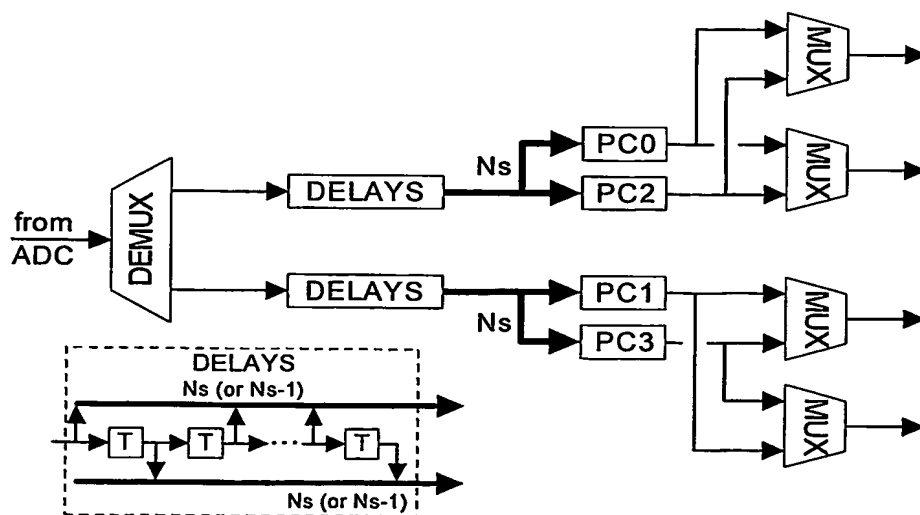 from
ADC
DEMUX
DELAYS
Ns
PC0
PC2
MUX
MUX
DELAYS
Ns
PC1
PC3
MUX
MUX
DELAYS
Ns (or Ns-1)
T
T
T
Ns (or Ns-1)